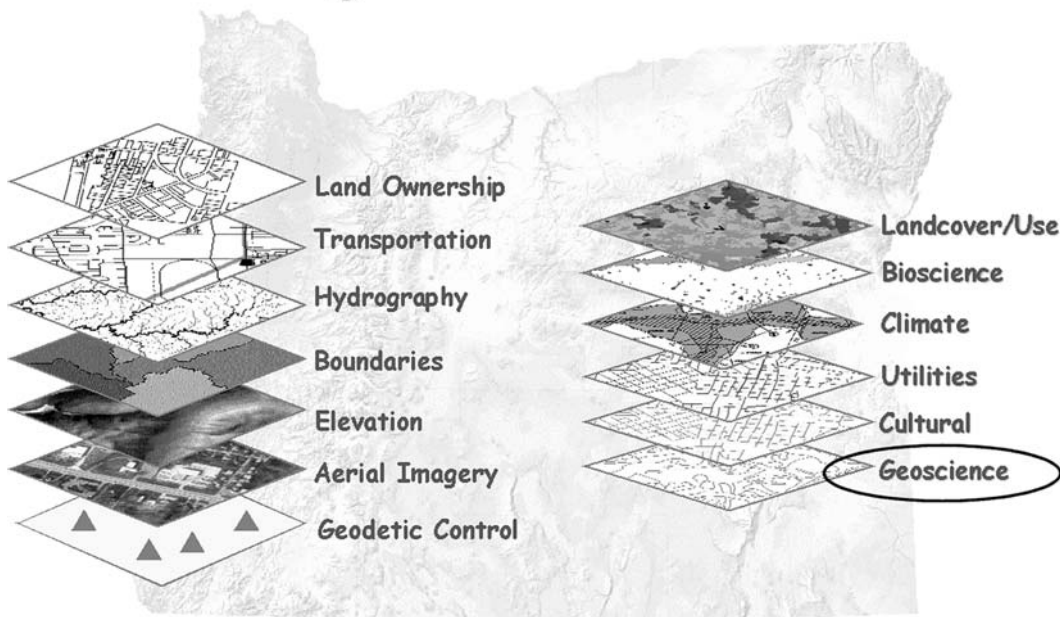 Land Ownership
Transportation
Hydrography
Boundaries
Elevation
Aerial Imagery
Geodetic Control
Landcover/Use
Bioscience
Climate
Utilities
Cultural
Geoscience